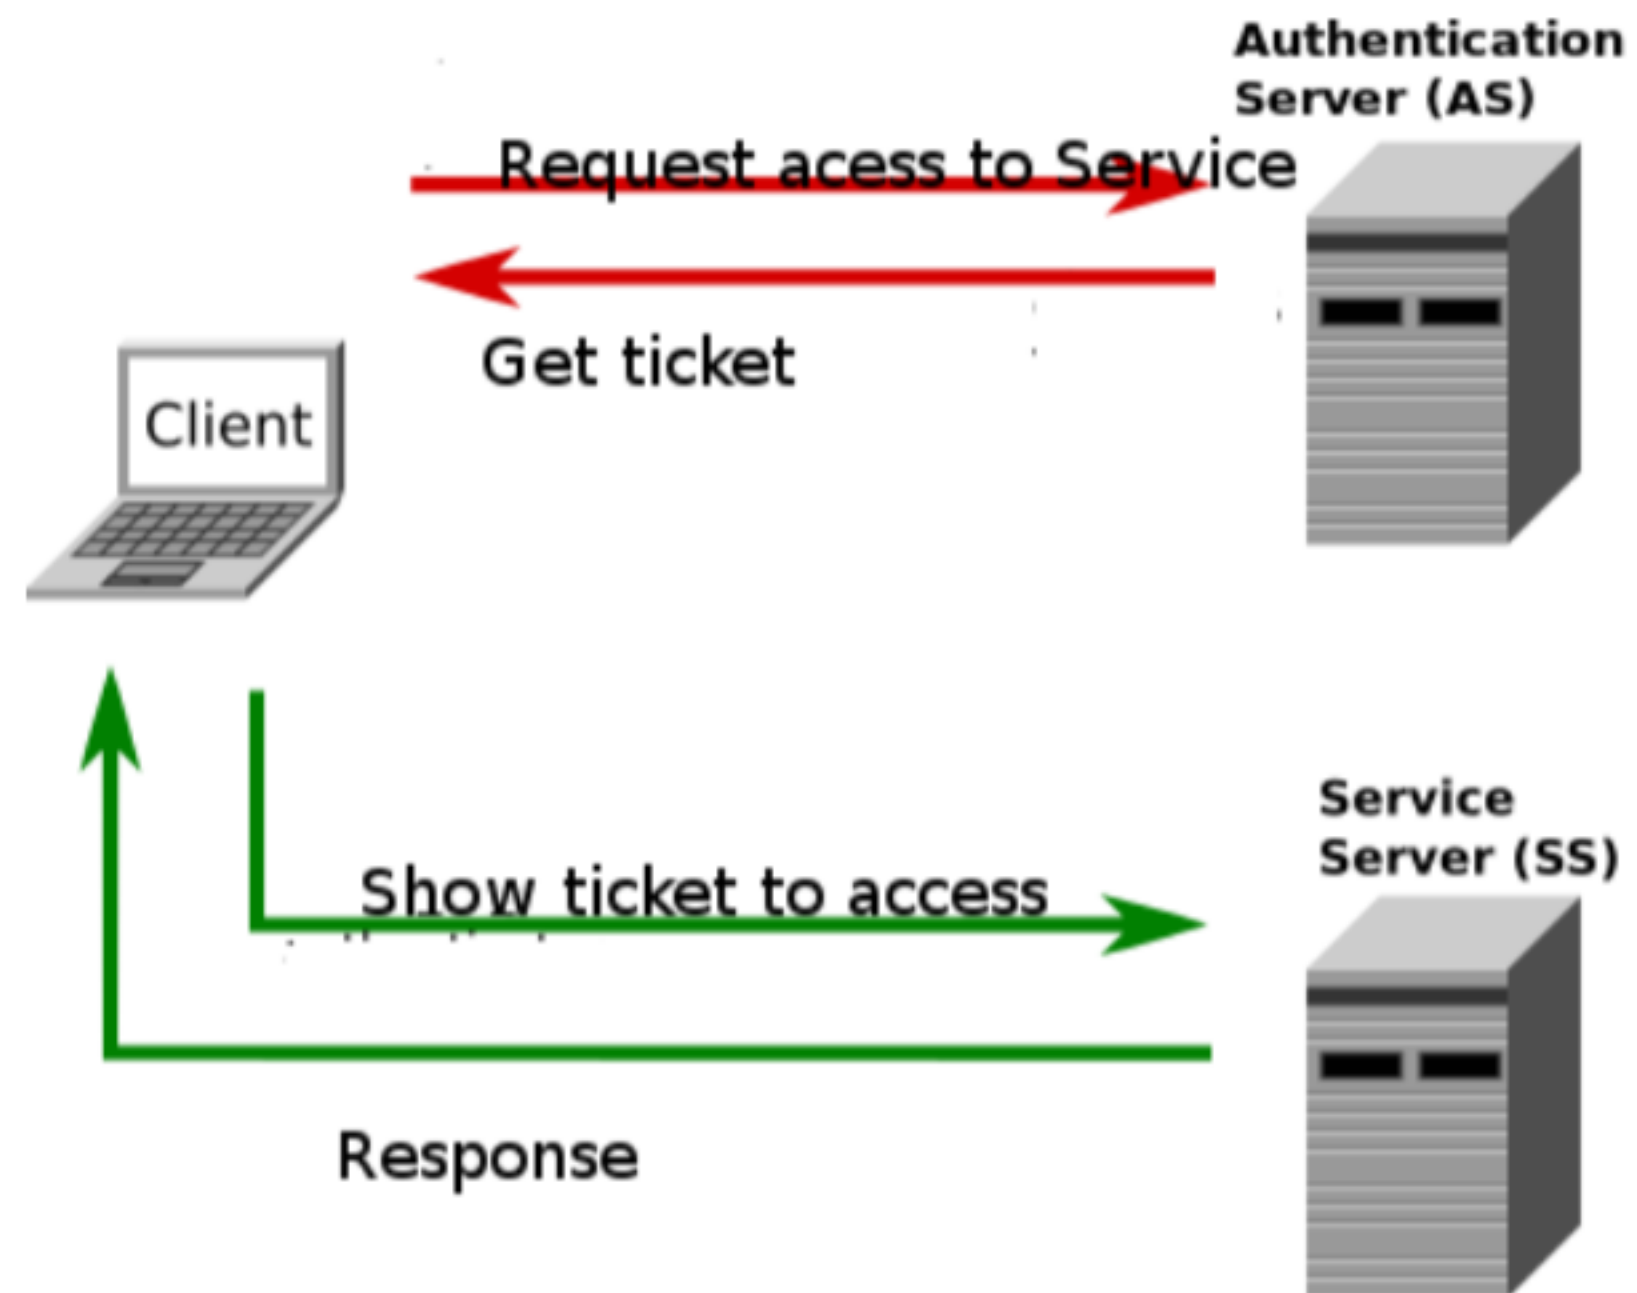 Authentication
Server (AS)
Request acess to Service
Get ticket
Client
Service
Server (SS)
Show ticket to access
Response